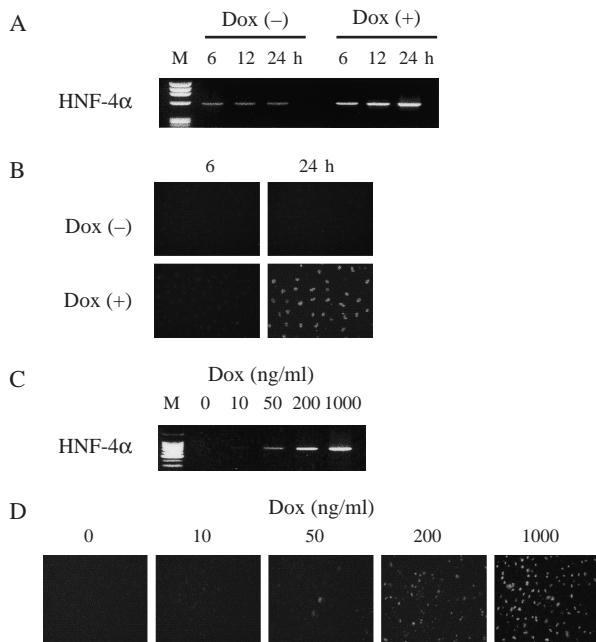 A
Dox (–) Dox (+)
M 6 12 24 h 6 12 24 h
HNF-4α
B
6 24 h
Dox (–)
Dox (+)
C
Dox (ng/ml)
M 0 10 50 200 1000
HNF-4α
D
Dox (ng/ml)
0 10 50 200 1000